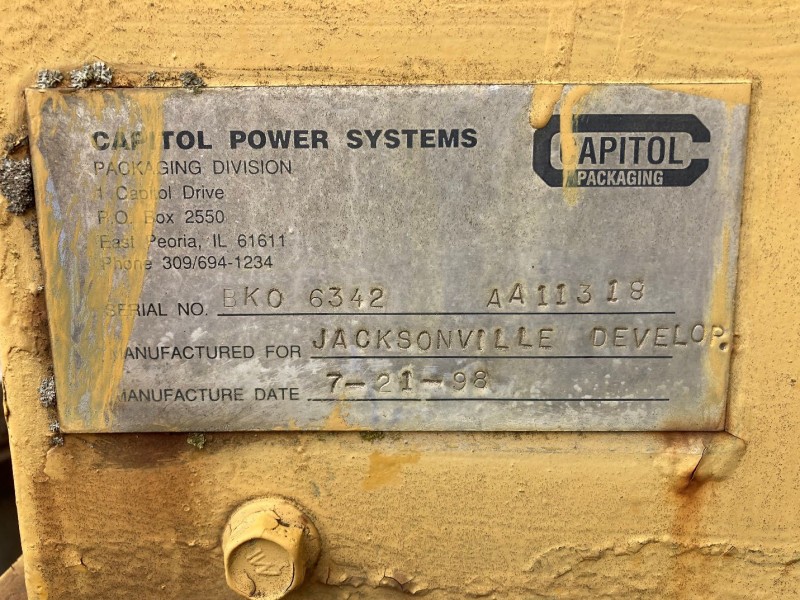 CAPITOL POWER SYSTEMS
PACKAGING DIVISION
1 Capitol Drive
P.O. Box 2550
East Peoria, IL 61611
Phone 309/694-1234
CAPITOL
PACKAGING
SERIAL NO. BKO 6342 AA11318
MANUFACTURED FOR JACKSONVILLE DEVELOP.
MANUFACTURE DATE 7-21-98